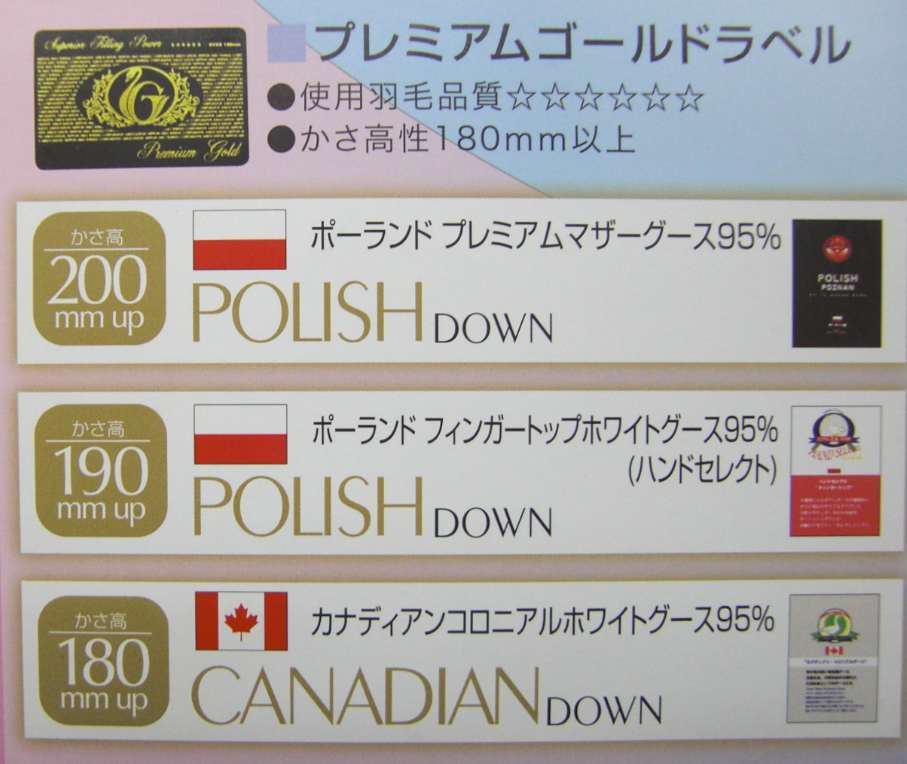 Superior Filling Power
プレミアムゴールドラベル
●使用羽毛品質☆☆☆☆☆☆
●かさ高性180mm以上
Premium Gold
かさ高
200
mm up
ポーランド プレミアムマザーグース95%
POLISH DOWN
POLISH
POZNAN
かさ高
190
mm up
ポーランド フィンガートップホワイトグース95%
(ハンドセレクト)
POLISH DOWN
かさ高
180
mm up
カナディアンコロニアルホワイトグース95%
CANADIAN DOWN